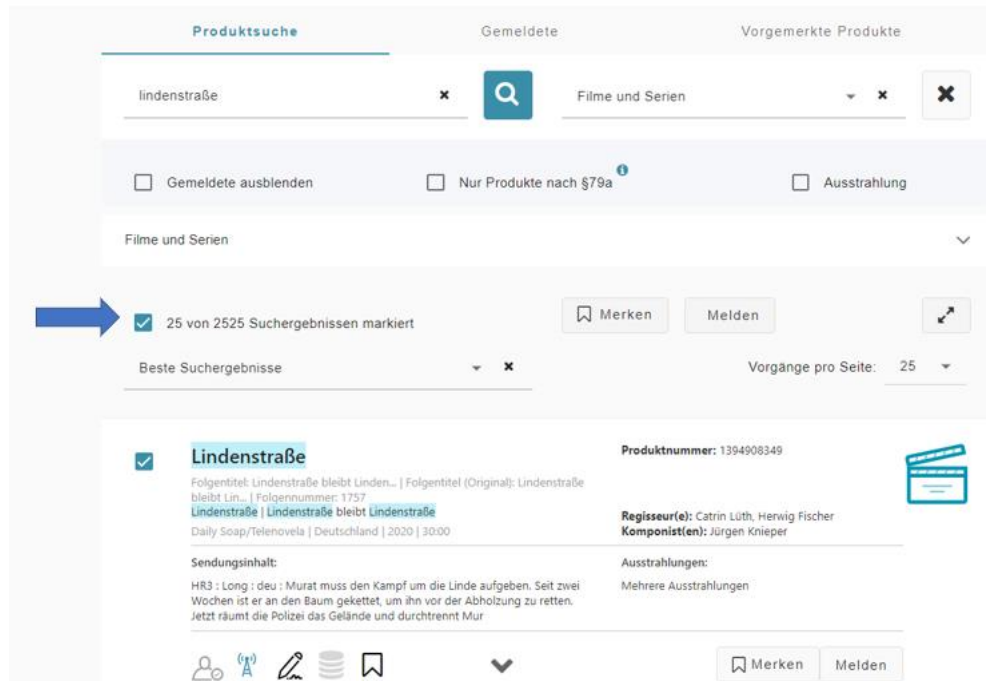 Produktsuche Gemeldete Vorgemerkte Produkte
lindenstraße Filme und Serien
Gemeldete ausblenden Nur Produkte nach §79a Ausstrahlung
Filme und Serien
25 von 2525 Suchergebnissen markiert Merken Melden
Beste Suchergebnisse Vorgänge pro Seite: 25
Lindenstraße Produktnummer: 1394908349
Folgentitel: Lindenstraße bleibt Linden... | Folgentitel (Original): Lindenstraße
bleibt Lin... | Folgennummer: 1757
Lindenstraße | Lindenstraße bleibt Lindenstraße
Daily Soap/Telenovela | Deutschland | 2020 | 30:00
Regisseur(e): Catrin Lüth, Herwig Fischer
Komponist(en): Jürgen Knieper
Sendungsinhalt:
HR3 : Long : deu : Murat muss den Kampf um die Linde aufgeben. Seit zwei
Wochen ist er an den Baum gekettet, um ihn vor der Abholzung zu retten.
Jetzt räumt die Polizei das Gelände und durchtrennt Mur
Ausstrahlungen:
Mehrere Ausstrahlungen
Merken Melden